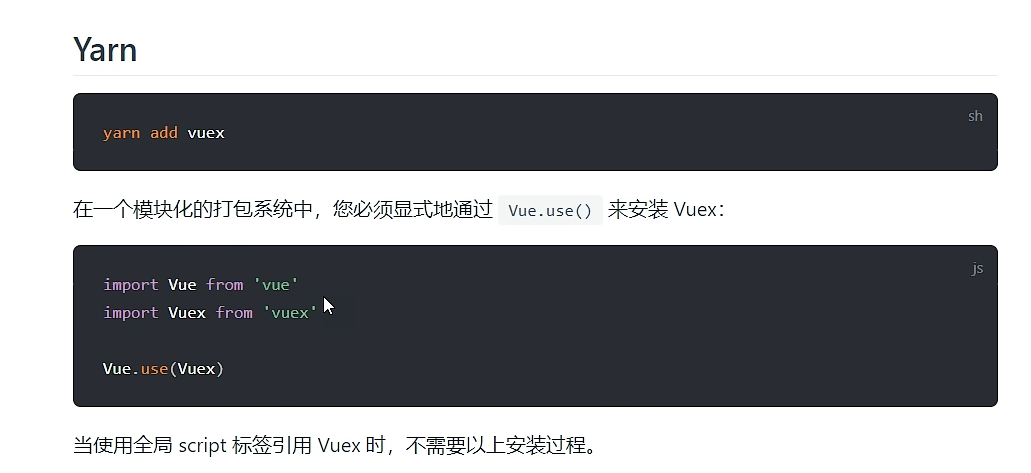 Yarn
sh
yarn add vuex
在一个模块化的打包系统中，您必须显式地通过 Vue.use() 来安装 Vuex：
js
import Vue from 'vue'
import Vuex from 'vuex'
Vue.use(Vuex)
当使用全局 script 标签引用 Vuex 时，不需要以上安装过程。